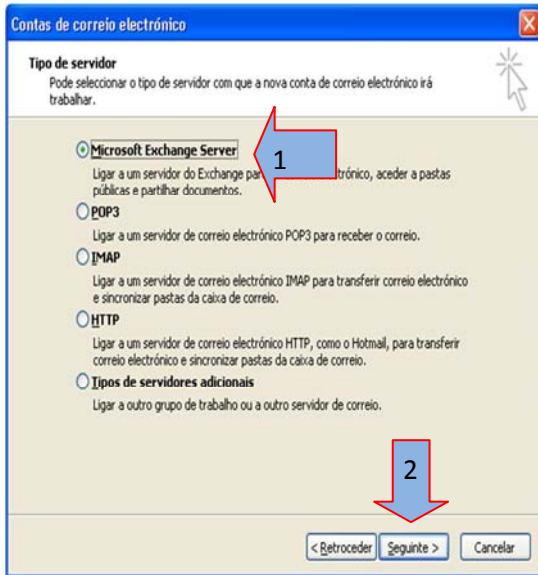 Contas de correio electrónico
Tipo de servidor
Pode seleccionar o tipo de servidor com que a nova conta de correio electrónico irá
trabalhar.
Microsoft Exchange Server
1
Ligar a um servidor do Exchange par trónico, aceder a pastas
públicas e partilhar documentos.
POP3
Ligar a um servidor de correio electrónico POP3 para receber o correio.
IMAP
Ligar a um servidor de correio electrónico IMAP para transferir correio electrónico
e sincronizar pastas da caixa de correio.
HTTP
Ligar a um servidor de correio electrónico HTTP, como o Hotmail, para transferir
correio electrónico e sincronizar pastas da caixa de correio.
Tipos de servidores adicionais
Ligar a outro grupo de trabalho ou a outro servidor de correio.
2
< Retroceder Seguinte > Cancelar